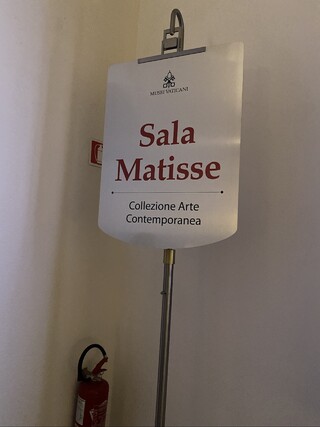 MUSEI VATICANI
Sala
Matisse
Collezione Arte
Contemporanea